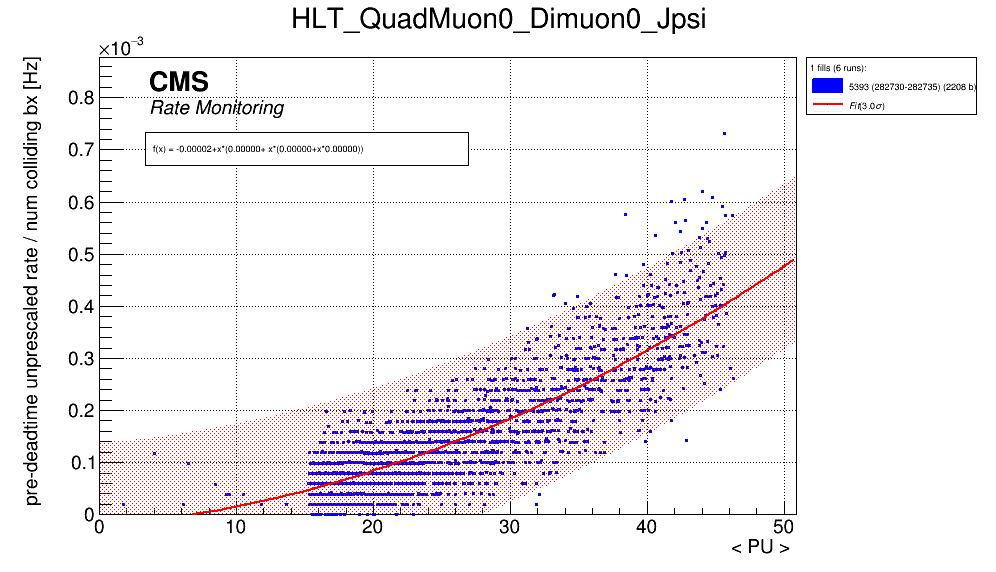 HLT_QuadMuon0_Dimuon0_Jpsi
×10⁻³
pre-deadtime unprescaled rate / num colliding bx [Hz]
CMS
Rate Monitoring
f(x) = -0.00002+x*(0.00000+ x*(0.00000+x*0.00000))
1 fills (6 runs):
5393 (282730-282735) (2208 b)
Fit(3.0σ)
0.8
0.7
0.6
0.5
0.4
0.3
0.2
0.1
0
0 10 20 30 40 50
< PU >